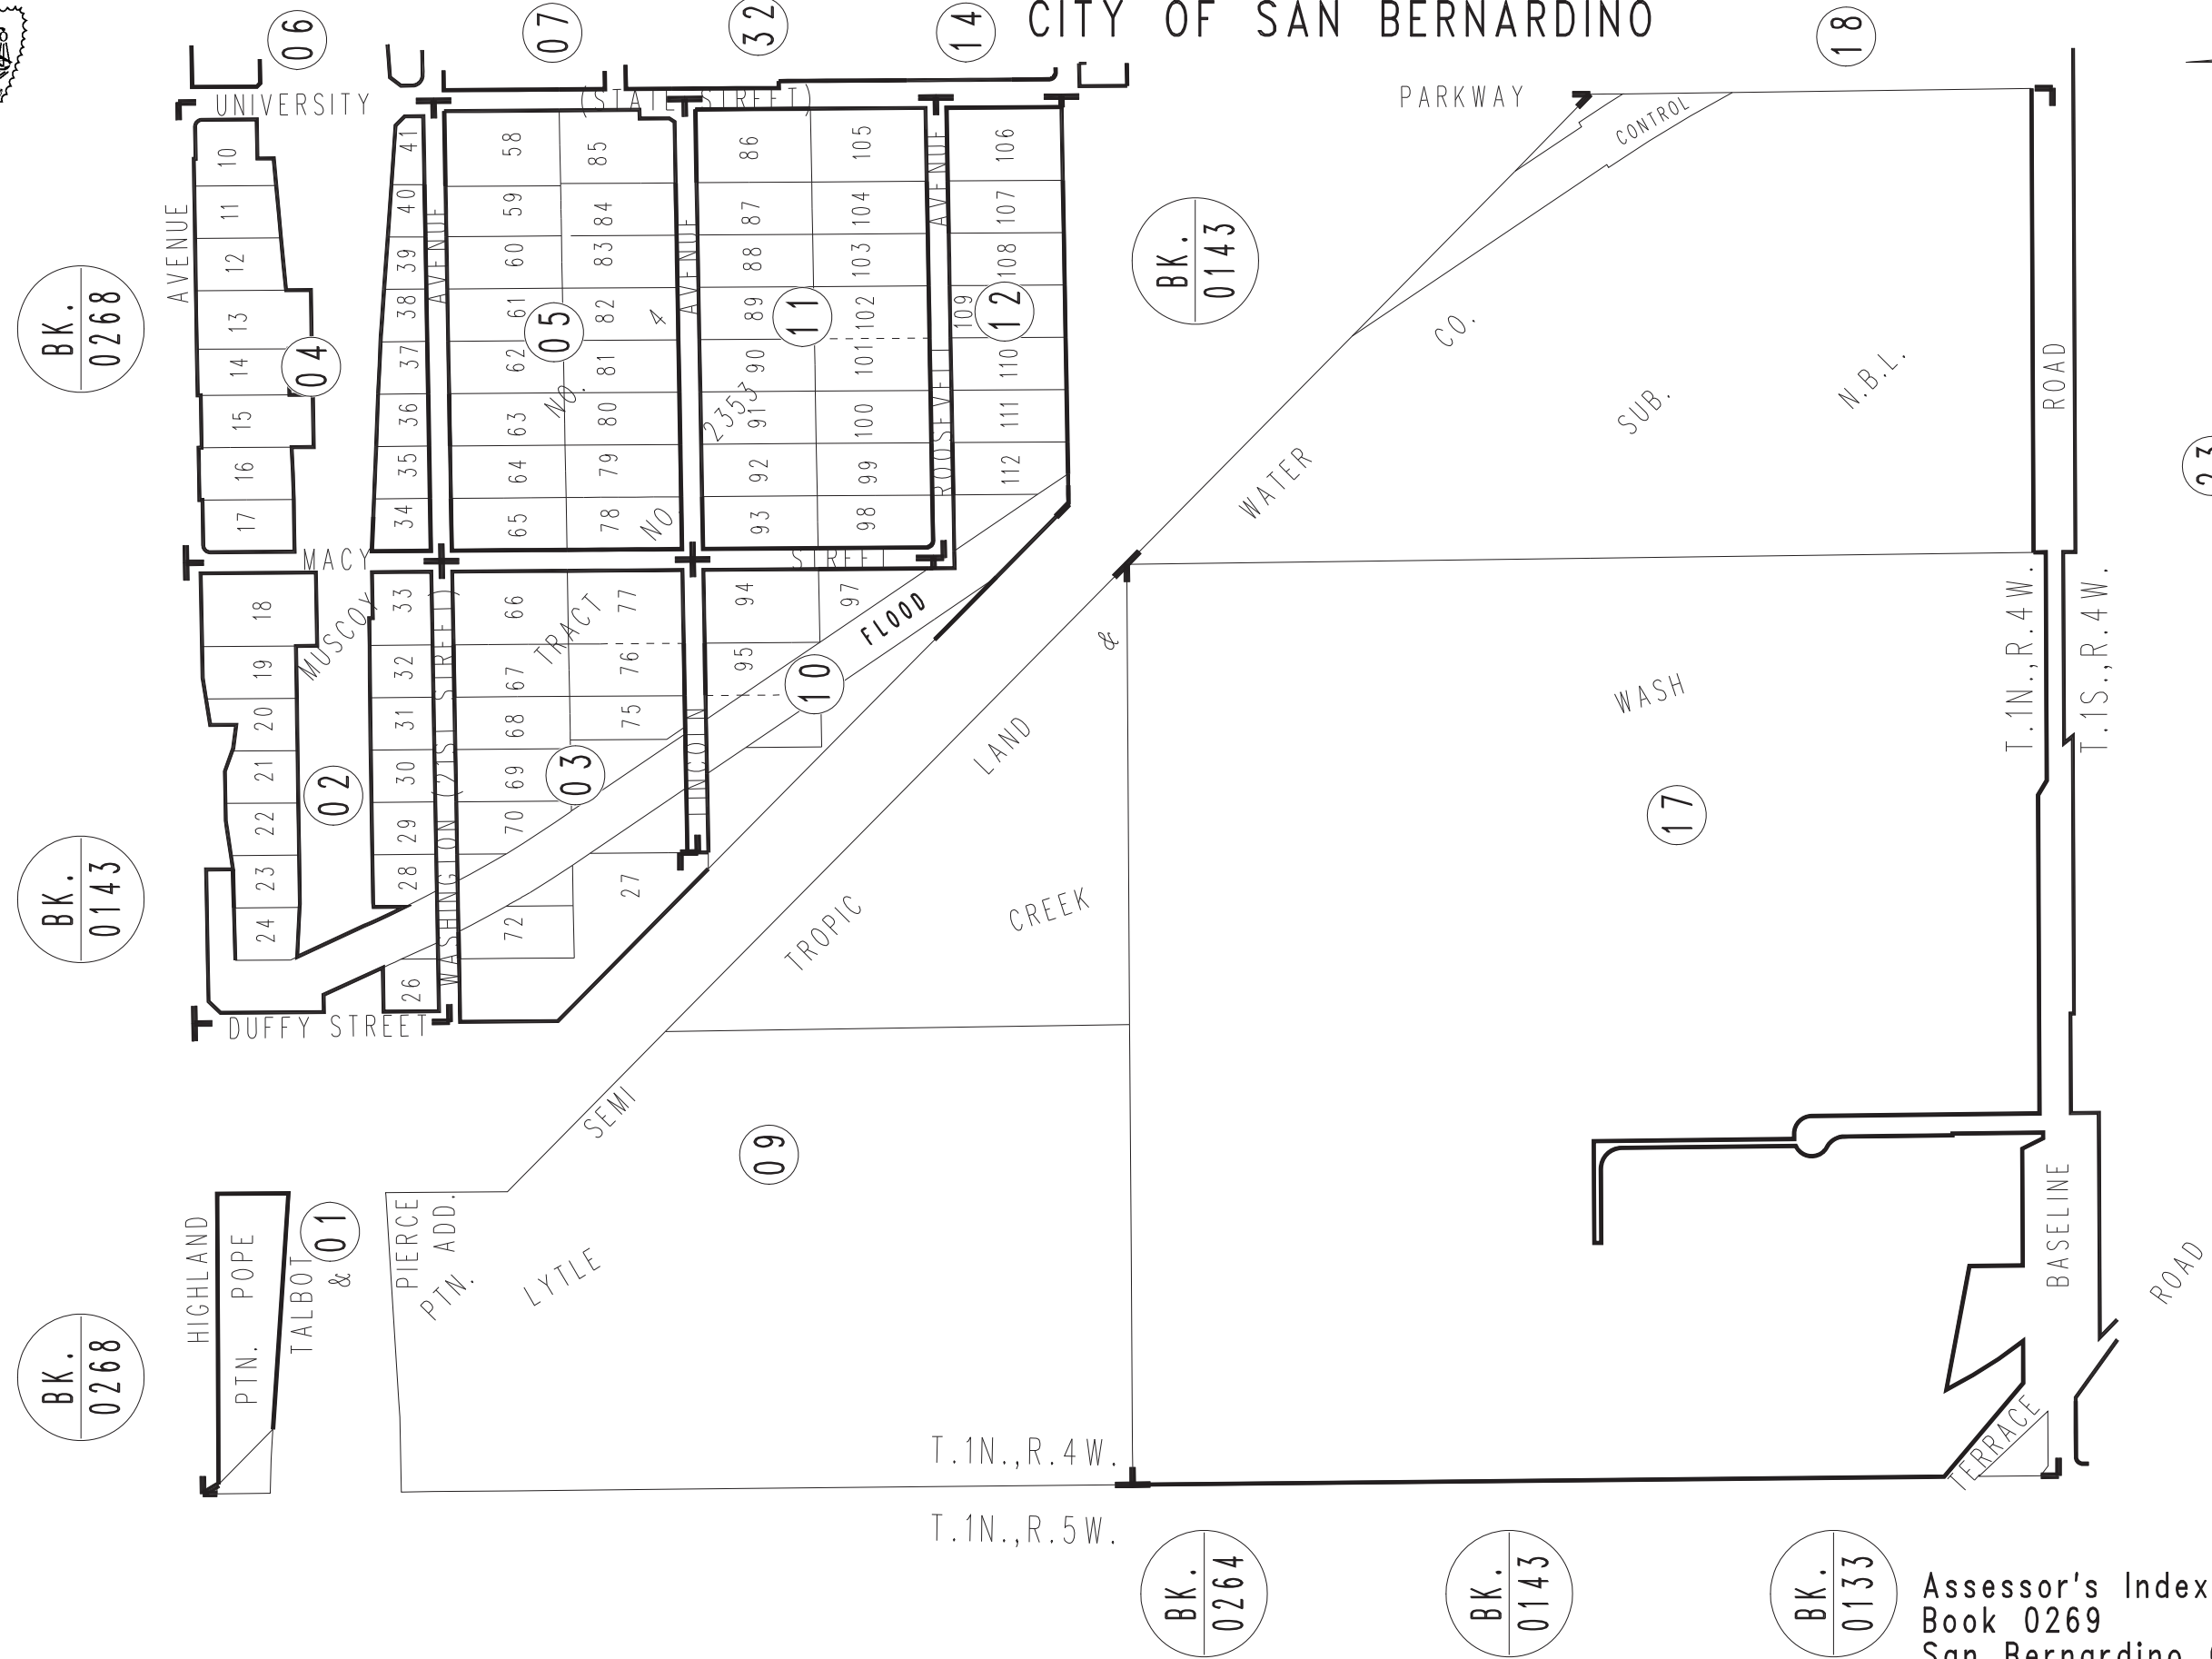 CITY OF SAN BERNARDINO
06
07
32
14
18
UNIVERSITY
(STATE STREET)
PARKWAY
CONTROL
AVENUE
10
11
12
13
14
15
16
17
04
41
40
39
38
37
36
35
34
AVENUE
58
59
60
61
62
63
64
65
05
85
84
83
82
81
80
79
78
NO. 4
AVENUE
86
87
88
89
90
91
92
93
11
105
104
103
102
101
100
99
98
NO. 2353
ROOSEVELT AVENUE
106
107
108
109
110
111
112
12
BK.
0268
BK.
0143
WATER
CO.
SUB.
N.B.L.
ROAD
23
MACY
STREET
18
19
20
21
22
23
24
02
MUSCOY
33
32
31
30
29
28
26
WASHINGTON (21ST STREET)
66
67
68
69
70
72
03
TRACT
77
76
75
27
LINCOLN
94
95
97
10
FLOOD
DUFFY STREET
BK.
0143
SEMI
TROPIC
LAND
&
LYTLE
CREEK
WASH
17
T.1N.,R.4W.
T.1S.,R.4W.
09
HIGHLAND
PTN. POPE
TALBOT
&
01
PIERCE
ADD.
PTN.
BK.
0268
T.1N.,R.4W.
T.1N.,R.5W.
BASELINE
ROAD
TERRACE
BK.
0264
BK.
0143
BK.
0133
Assessor's Index
Book 0269
San Bernardino